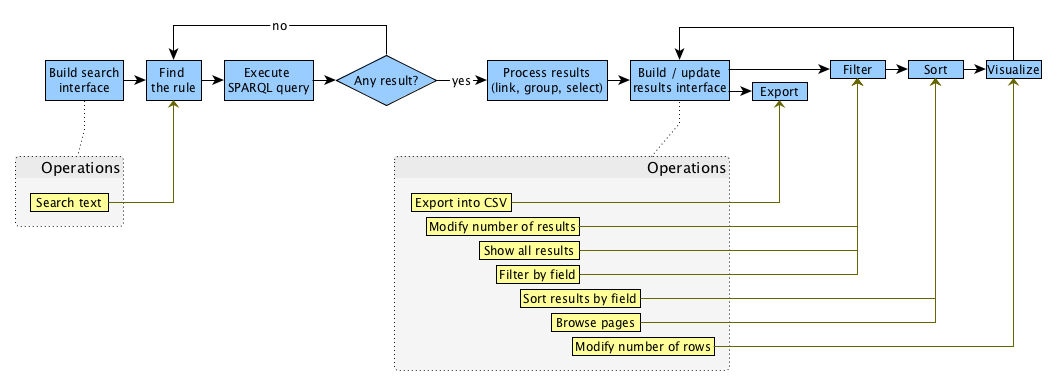 no
Build search
interface
Find
the rule
Execute
SPARQL query
Any result?
yes
Process results
(link, group, select)
Build / update
results interface
Filter
Sort
Visualize
Export
Operations
Search text
Operations
Export into CSV
Modify number of results
Show all results
Filter by field
Sort results by field
Browse pages
Modify number of rows